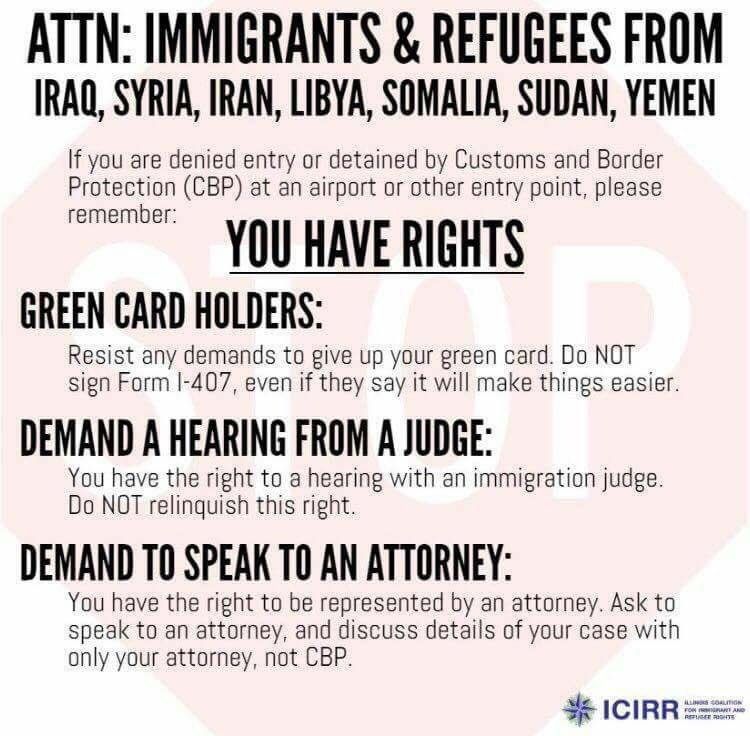 ATTN: IMMIGRANTS & REFUGEES FROM
IRAQ, SYRIA, IRAN, LIBYA, SOMALIA, SUDAN, YEMEN
If you are denied entry or detained by Customs and Border
Protection (CBP) at an airport or other entry point, please
remember:
YOU HAVE RIGHTS
STOP
GREEN CARD HOLDERS:
Resist any demands to give up your green card. Do NOT
sign Form I-407, even if they say it will make things easier.
DEMAND A HEARING FROM A JUDGE:
You have the right to a hearing with an immigration judge.
Do NOT relinquish this right.
DEMAND TO SPEAK TO AN ATTORNEY:
You have the right to be represented by an attorney. Ask to
speak to an attorney, and discuss details of your case with
only your attorney, not CBP.
ICIRR
ILLINOIS COALITION
FOR IMMIGRANT AND
REFUGEE RIGHTS